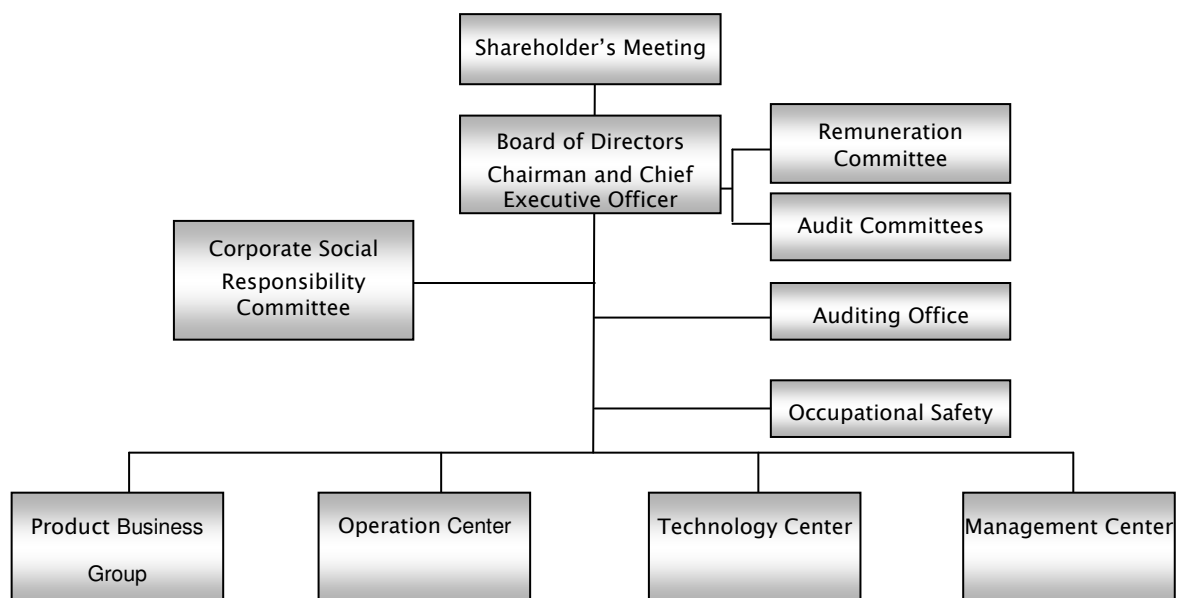 Shareholder's Meeting
Board of Directors
Chairman and Chief
Executive Officer
Remuneration
Committee
Audit Committees
Corporate Social
Responsibility
Committee
Auditing Office
Occupational Safety
Product Business
Group
Operation Center
Technology Center
Management Center